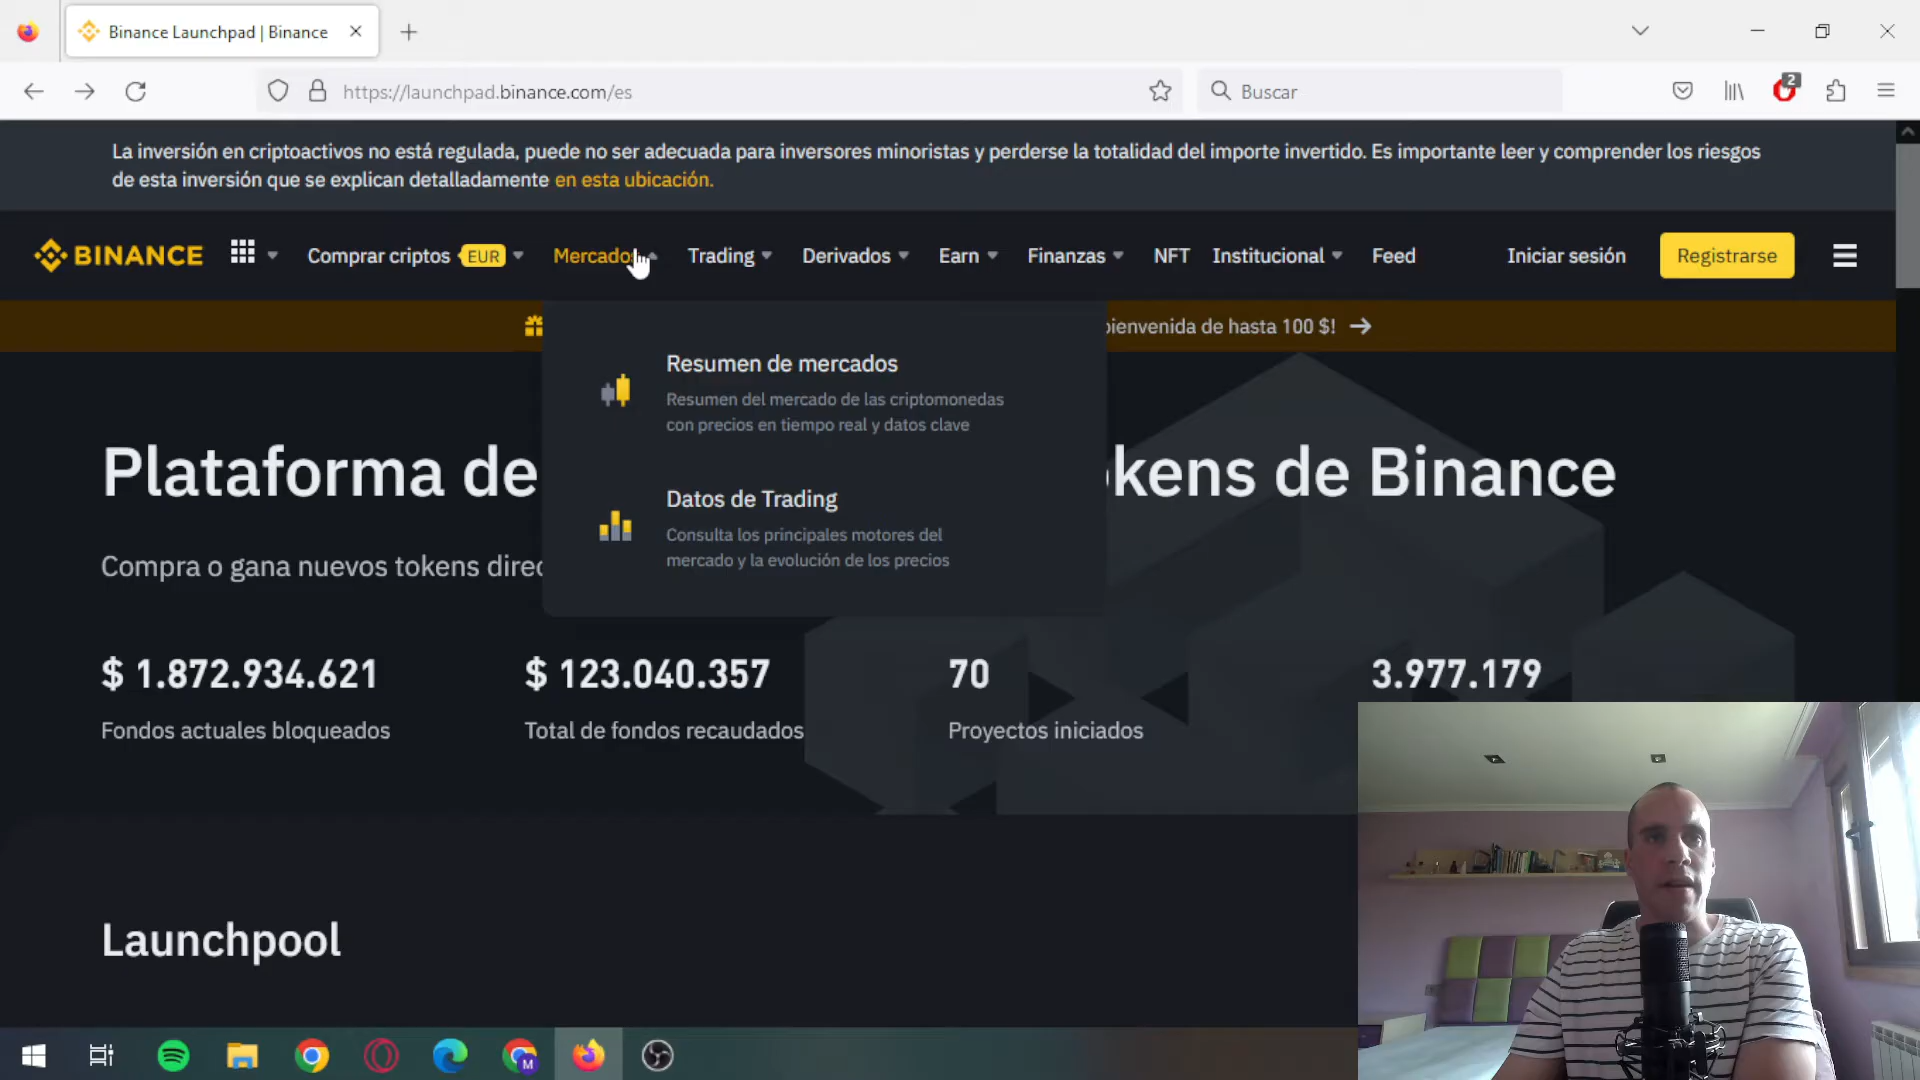 Binance Launchpad | Binance
https://launchpad.binance.com/es
Buscar
2
La inversión en criptoactivos no está regulada, puede no ser adecuada para inversores minoristas y perderse la totalidad del importe invertido. Es importante leer y comprender los riesgos
de esta inversión que se explican detalladamente en esta ubicación.
BINANCE
Comprar criptos EUR
Mercados
Trading
Derivados
Earn
Finanzas
NFT
Institucional
Feed
Iniciar sesión
Registrarse
bienvenida de hasta 100 $!
Resumen de mercados
Resumen del mercado de las criptomonedas
con precios en tiempo real y datos clave
Datos de Trading
Consulta los principales motores del
mercado y la evolución de los precios
Plataforma de
kens de Binance
Compra o gana nuevos tokens direc
$ 1.872.934.621
Fondos actuales bloqueados
$ 123.040.357
Total de fondos recaudados
70
Proyectos iniciados
3.977.179
Launchpool
M